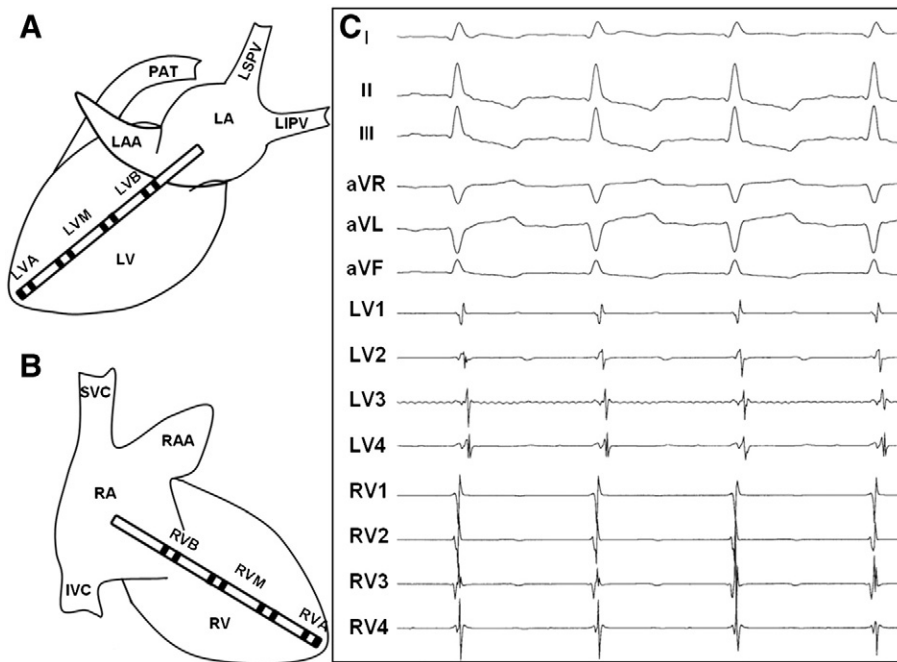 A
PAT
LSPV
LA
LIPV
LAA
LVB
LVM
LVA
LV
B
SVC
RAA
RA
RVB
RVM
RVA
IVC
RV
C
I
II
III
aVR
aVL
aVF
LV1
LV2
LV3
LV4
RV1
RV2
RV3
RV4